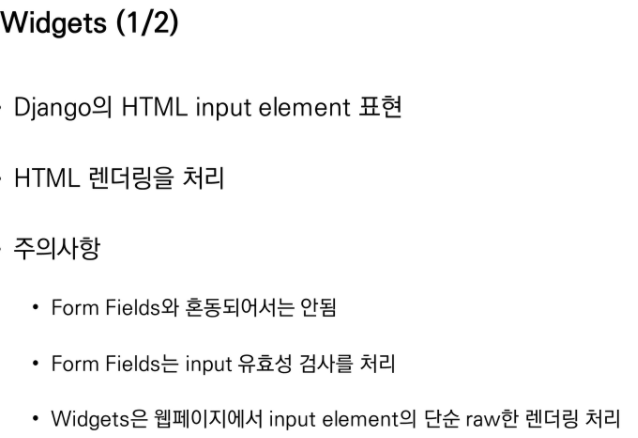 Widgets (1/2)
· Django의 HTML input element 표현
· HTML 렌더링을 처리
· 주의사항
• Form Fields와 혼동되어서는 안됨
• Form Fields는 input 유효성 검사를 처리
• Widgets은 웹페이지에서 input element의 단순 raw한 렌더링 처리